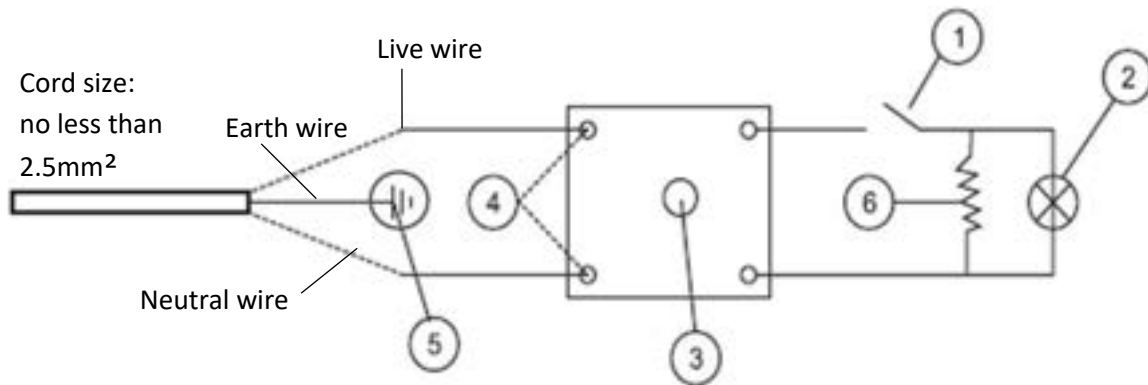 Live wire
1
2
Cord size:
no less than
2.5mm²
Earth wire
4
6
Neutral wire
5
3